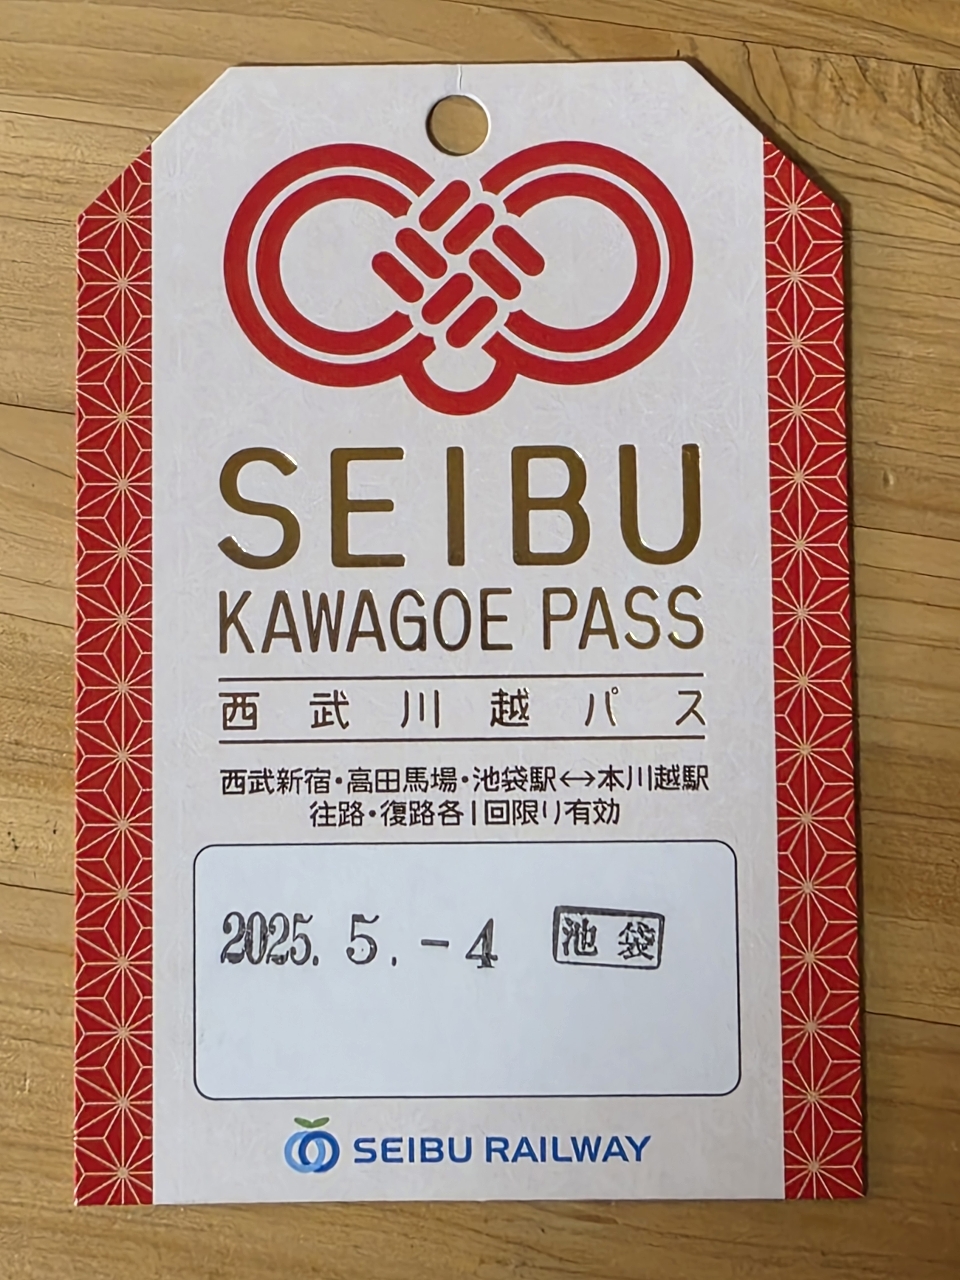 SEIBU
KAWAGOE PASS
西武川越パス
西武新宿・高田馬場・池袋駅↔本川越駅
往路・復路各1回限り有効
2025. 5. -4 池袋
SEIBU RAILWAY